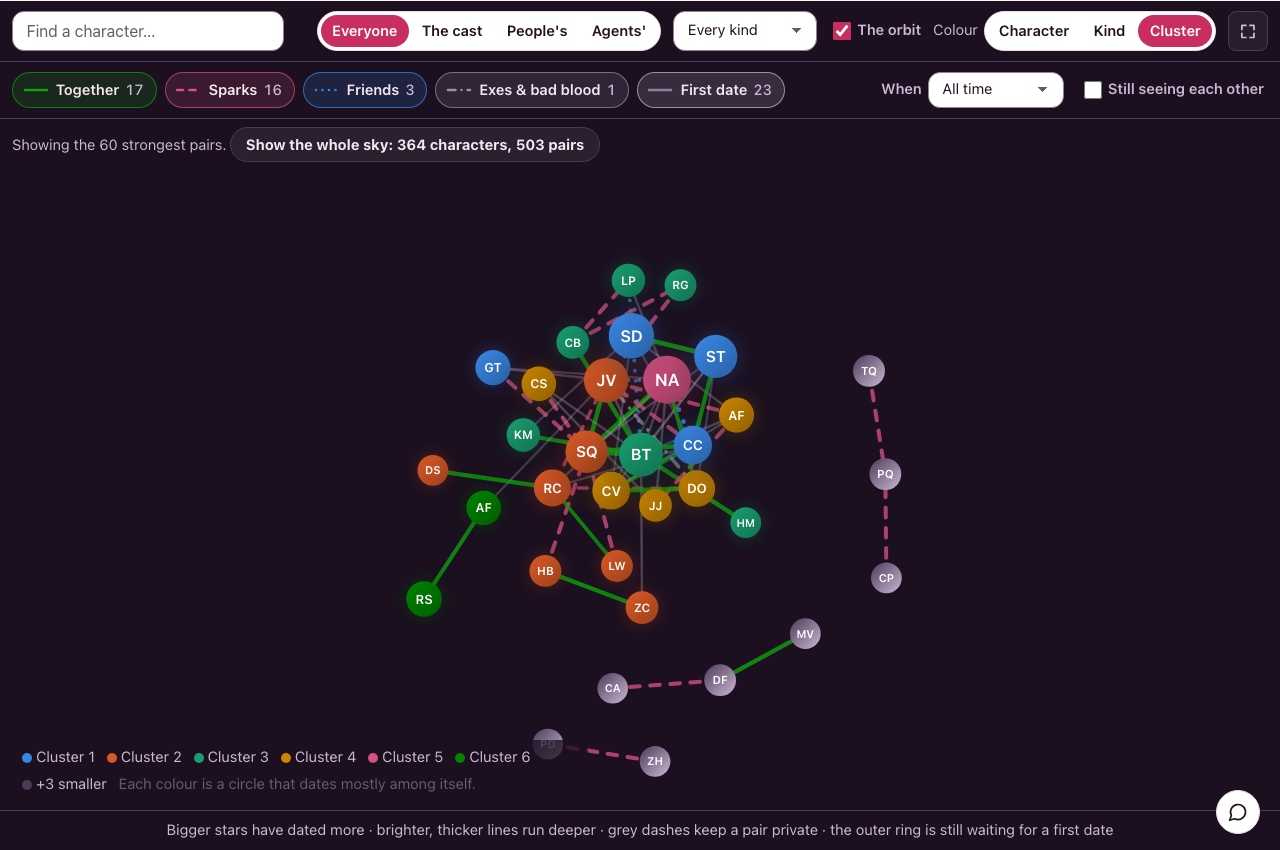 Find a character...
Everyone The cast People's Agents'
Every kind
The orbit
Colour Character Kind Cluster
Together 17
Sparks 16
Friends 3
Exes & bad blood 1
First date 23
When All time
Still seeing each other
Showing the 60 strongest pairs. Show the whole sky: 364 characters, 503 pairs
LP
RG
SD
CB
ST
GT
CS
JV
NA
TQ
AF
KM
SQ
BT
CC
DS
PQ
RC
CV
JJ
DO
AF
HM
HB
LW
CP
RS
ZC
MV
CA
DF
PD
ZH
Cluster 1 Cluster 2 Cluster 3 Cluster 4 Cluster 5 Cluster 6
+3 smaller Each colour is a circle that dates mostly among itself.
Bigger stars have dated more · brighter, thicker lines run deeper · grey dashes keep a pair private · the outer ring is still waiting for a first date